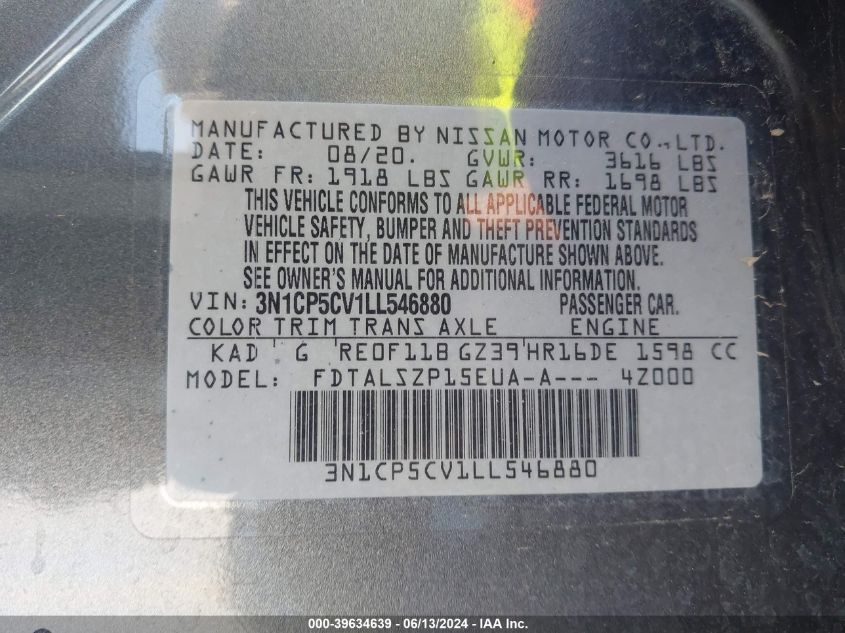 MANUFACTURED BY NISSAN MOTOR CO., LTD.
DATE: 08/20. GVWR: 3616 LBS
GAWR FR: 1918 LBS GAWR RR: 1698 LBS
THIS VEHICLE CONFORMS TO ALL APPLICABLE FEDERAL MOTOR
VEHICLE SAFETY, BUMPER AND THEFT PREVENTION STANDARDS
IN EFFECT ON THE DATE OF MANUFACTURE SHOWN ABOVE.
SEE OWNER'S MANUAL FOR ADDITIONAL INFORMATION.
VIN: 3N1CP5CV1LL546880 PASSENGER CAR.
COLOR TRIM TRANS AXLE ENGINE
KAD G RE0F11B GZ39 HR16DE 1598 CC
MODEL: FDTALSZP15EUA-A--- 4Z000
3N1CP5CV1LL546880
000-39634639 - 06/13/2024 - IAA Inc.